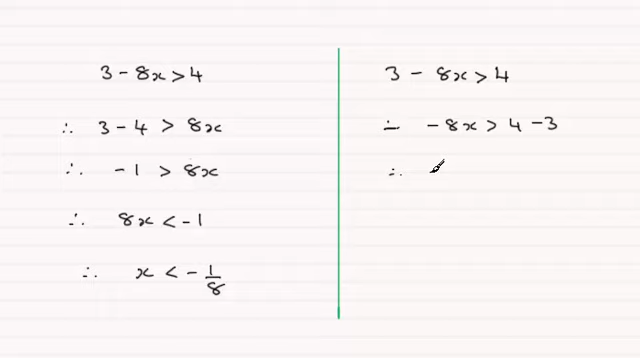 3 - 8x > 4
∴ 3 - 4 > 8x
∴ -1 > 8x
∴ 8x < -1
∴ x < -1/8
3 - 8x > 4
∴ -8x > 4 - 3
∴